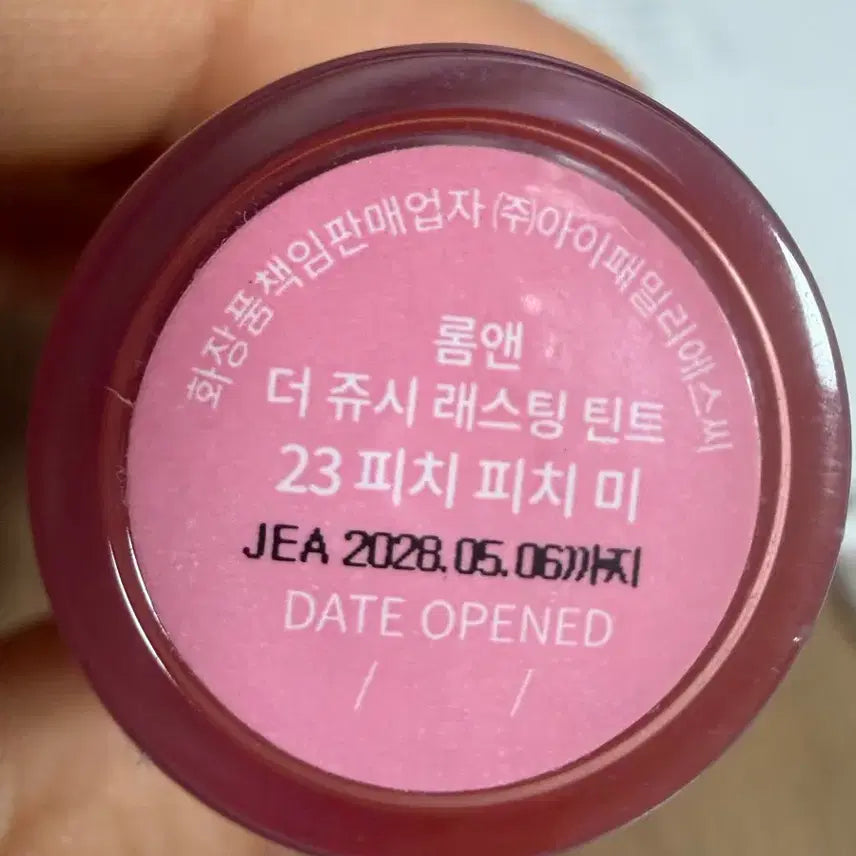 화장품책임판매업자 ㈜아이패밀리에스씨
롬앤
더 쥬시 래스팅 틴트
23 피치 피치 미
JEA 2028.05.06까지
DATE OPENED
/ /